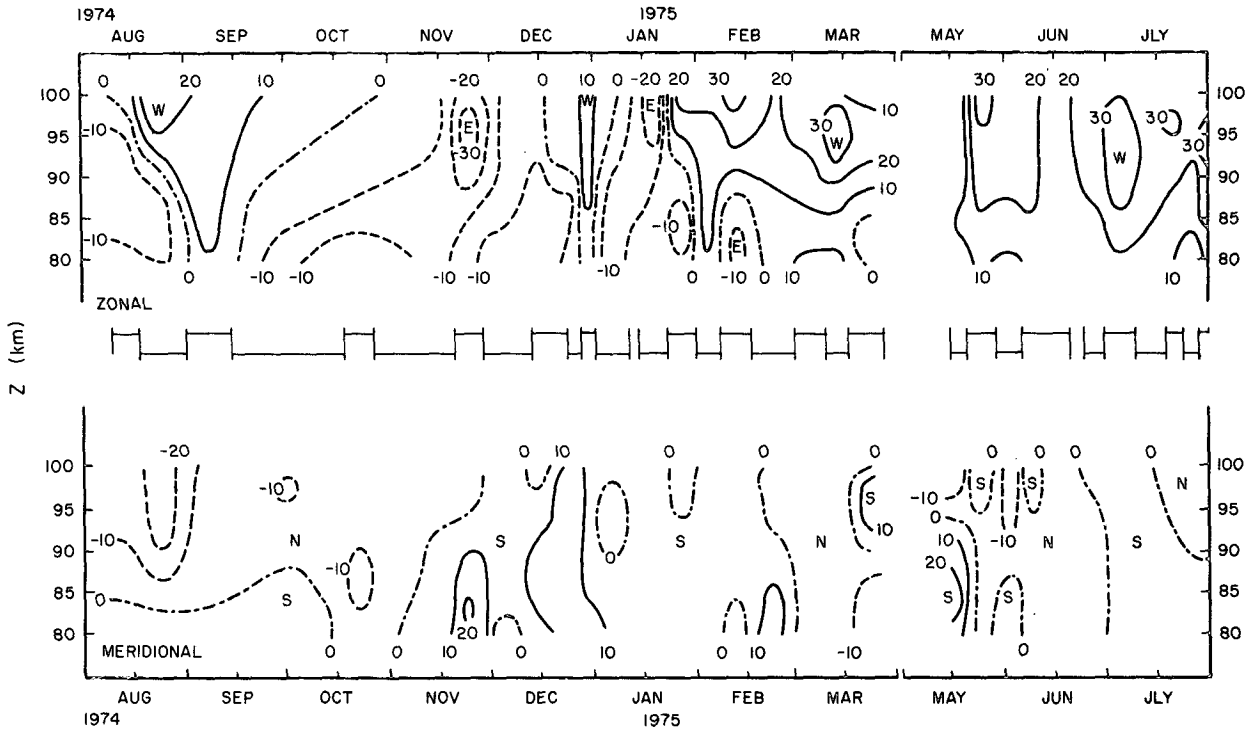 1974 1975
AUG SEP OCT NOV DEC JAN FEB MAR MAY JUN JLY
0 20 10 0 -20 0 10 0 -20 20 30 20 30 20 20
100 W W E 10 100
95 -10 E -30 30 W 30 W 30 30 95
90 20 90
85 10 85
80 -10 -10 E 80
0 -10 -10 -10 -10 -10 0 -10 0 10 0 10 10
ZONAL
Z (km)
-20 0 10 0 0 0 0 0 0 0
100 -10 S -10 S S N 100
95 0 10 95
90 -10 N -10 S 0 S N 10 -10 N S 90
85 0 S 20 S S 85
80 20 80
MERIDIONAL 0 0 10 0 10 0 10 -10 0
AUG SEP OCT NOV DEC JAN FEB MAR MAY JUN JLY
1974 1975